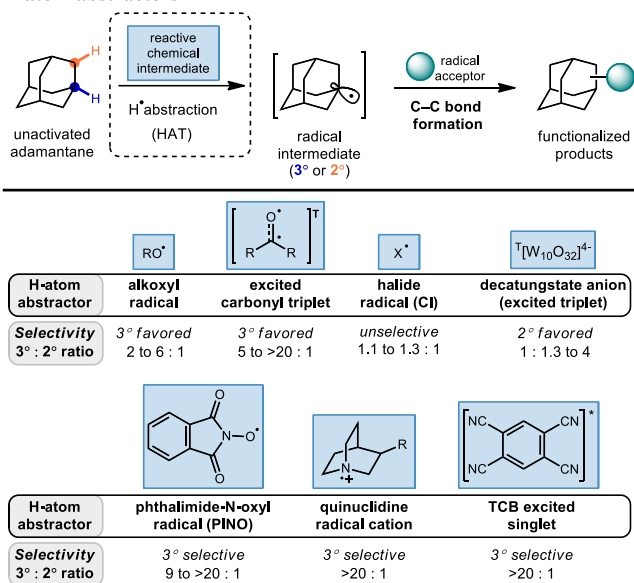 H
H
unactivated
adamantane
reactive
chemical
intermediate
H•abstraction
(HAT)
radical
intermediate
(3° or 2°)
radical
acceptor
C–C bond
formation
functionalized
products
RO•
O•
R
R
T
X•
T[W10O32]4-
H-atom
abstractor
alkoxyl
radical
excited
carbonyl triplet
halide
radical (Cl)
decatungstate anion
(excited triplet)
Selectivity
3° : 2° ratio
3° favored
2 to 6 : 1
3° favored
5 to >20 : 1
unselective
1.1 to 1.3 : 1
2° favored
1 : 1.3 to 4
O
N
O•
O
R
N
•+
CN
CN
CN
CN
*
H-atom
abstractor
phthalimide-N-oxyl
radical (PINO)
quinuclidine
radical cation
TCB excited
singlet
Selectivity
3° : 2° ratio
3° selective
9 to >20 : 1
3° selective
>20 : 1
3° selective
>20 : 1